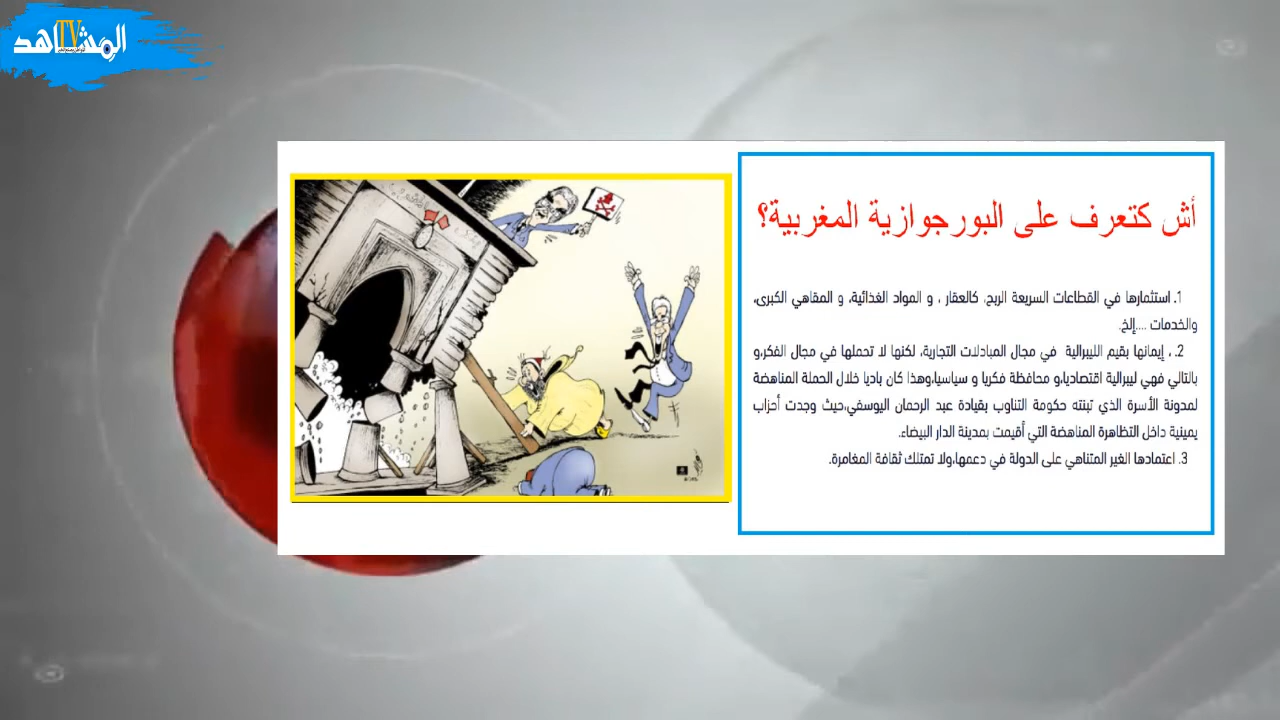 المشاهد TV
أش كتعرف على البورجوازية المغربية؟
1. استثمارها في القطاعات السريعة الربح، كالعقار ، و المواد الغذائية، و المقاهي الكبرى،
والخدمات ....إلخ.
2. ، إيمانها بقيم الليبرالية في مجال المبادلات التجارية، لكنها لا تحملها في مجال الفكر،و
بالتالي فهي ليبرالية اقتصاديا،و محافظة فكريا و سياسيا،وهذا كان باديا خلال الحملة المناهضة
لمدونة الأسرة الذي تبنته حكومة التناوب بقيادة عبد الرحمان اليوسفي،حيث وجدت أحزاب
يمينية داخل التظاهرة المناهضة التي أقيمت بمدينة الدار البيضاء.
3. اعتمادها الغير المتناهي على الدولة في دعمها،ولا تمتلك ثقافة المغامرة.